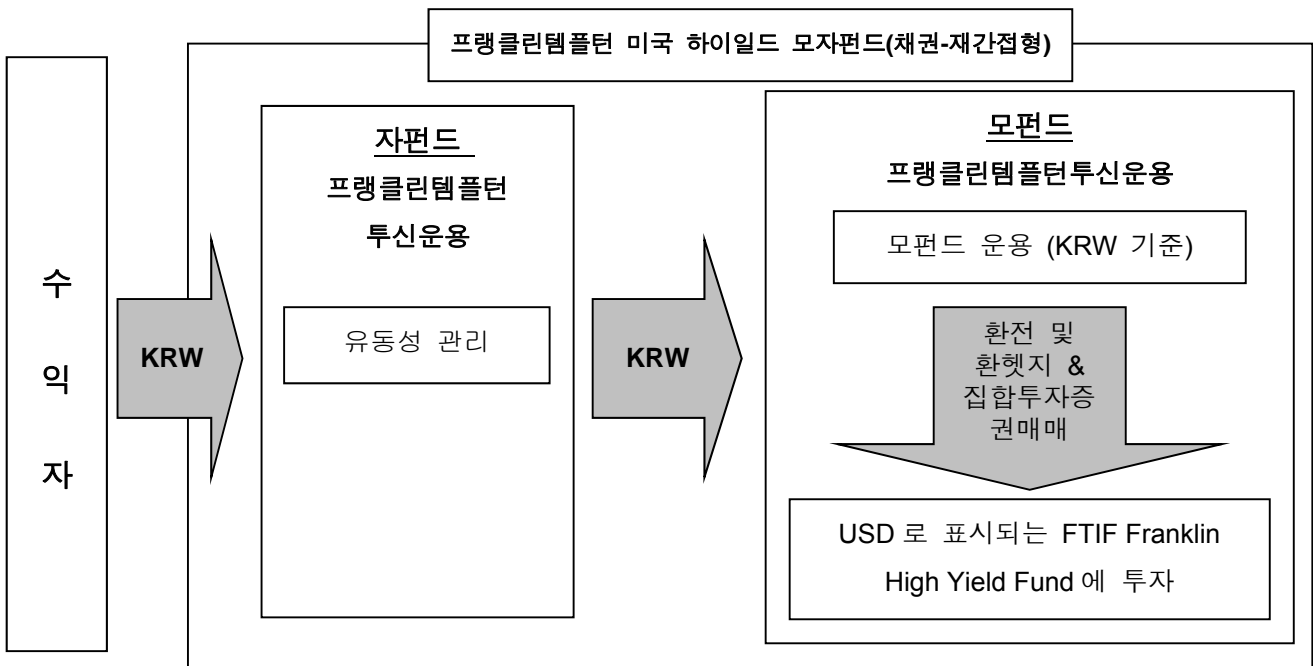 프랭클린템플턴 미국 하이일드 모자펀드(채권-재간접형)
수
익
자
KRW
자펀드
프랭클린템플턴
투신운용
유동성 관리
KRW
모펀드
프랭클린템플턴투신운용
모펀드 운용 (KRW 기준)
환전 및
환헷지 &
집합투자증
권매매
USD 로 표시되는 FTIF Franklin
High Yield Fund 에 투자